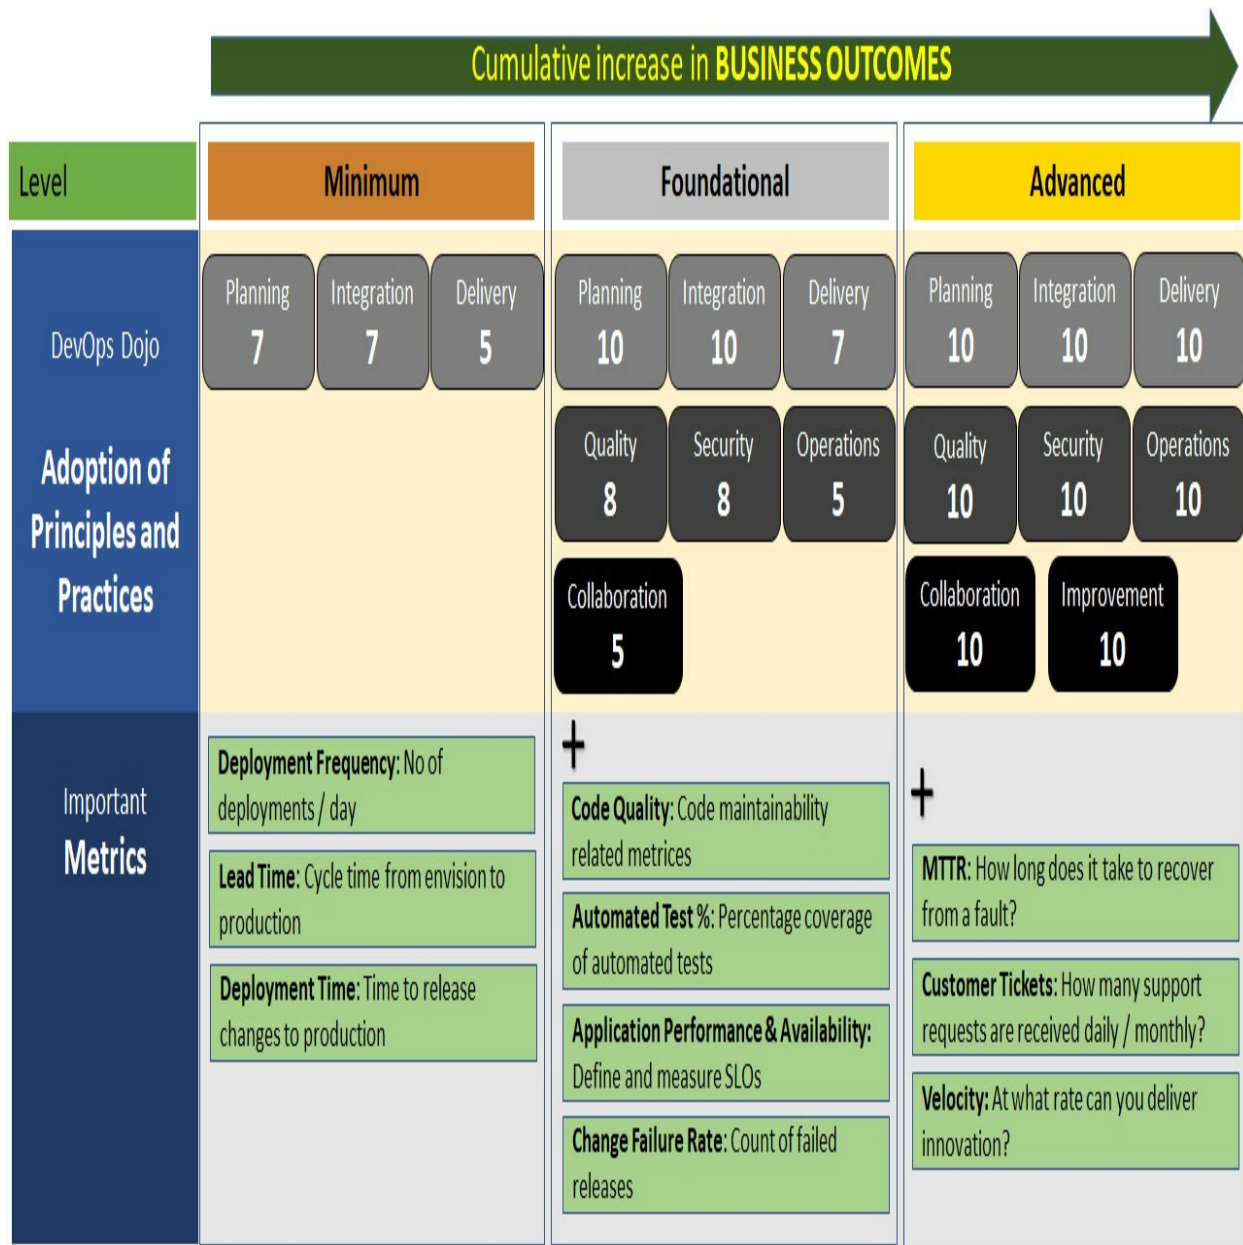 Cumulative increase in BUSINESS OUTCOMES
Level
Minimum
Foundational
Advanced
DevOps Dojo
Adoption of
Principles and
Practices
Planning
7
Integration
7
Delivery
5
Planning
10
Integration
10
Delivery
7
Quality
8
Security
8
Operations
5
Collaboration
5
Planning
10
Integration
10
Delivery
10
Quality
10
Security
10
Operations
10
Collaboration
10
Improvement
10
Important
Metrics
Deployment Frequency: No of
deployments / day
Lead Time: Cycle time from envision to
production
Deployment Time: Time to release
changes to production
+
Code Quality: Code maintainability
related metrices
Automated Test %: Percentage coverage
of automated tests
Application Performance & Availability:
Define and measure SLOs
Change Failure Rate: Count of failed
releases
+
MTTR: How long does it take to recover
from a fault?
Customer Tickets: How many support
requests are received daily / monthly?
Velocity: At what rate can you deliver
innovation?